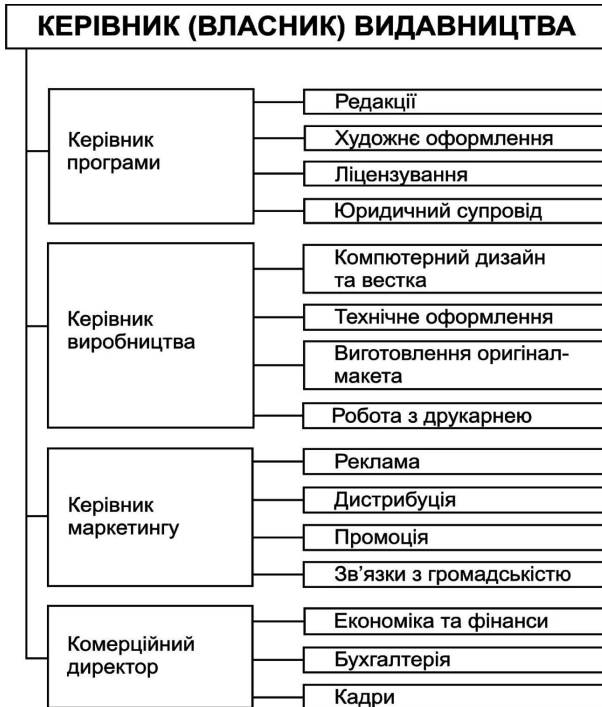 КЕРІВНИК (ВЛАСНИК) ВИДАВНИЦТВА
Керівник
програми
Редакції
Художнє оформлення
Ліцензування
Юридичний супровід
Керівник
виробництва
Компютерний дизайн
та вестка
Технічне оформлення
Виготовлення оригінал-
макета
Робота з друкарнею
Керівник
маркетингу
Реклама
Дистрибуція
Промоція
Зв’язки з громадськістю
Комерційний
директор
Економіка та фінанси
Бухгалтерія
Кадри